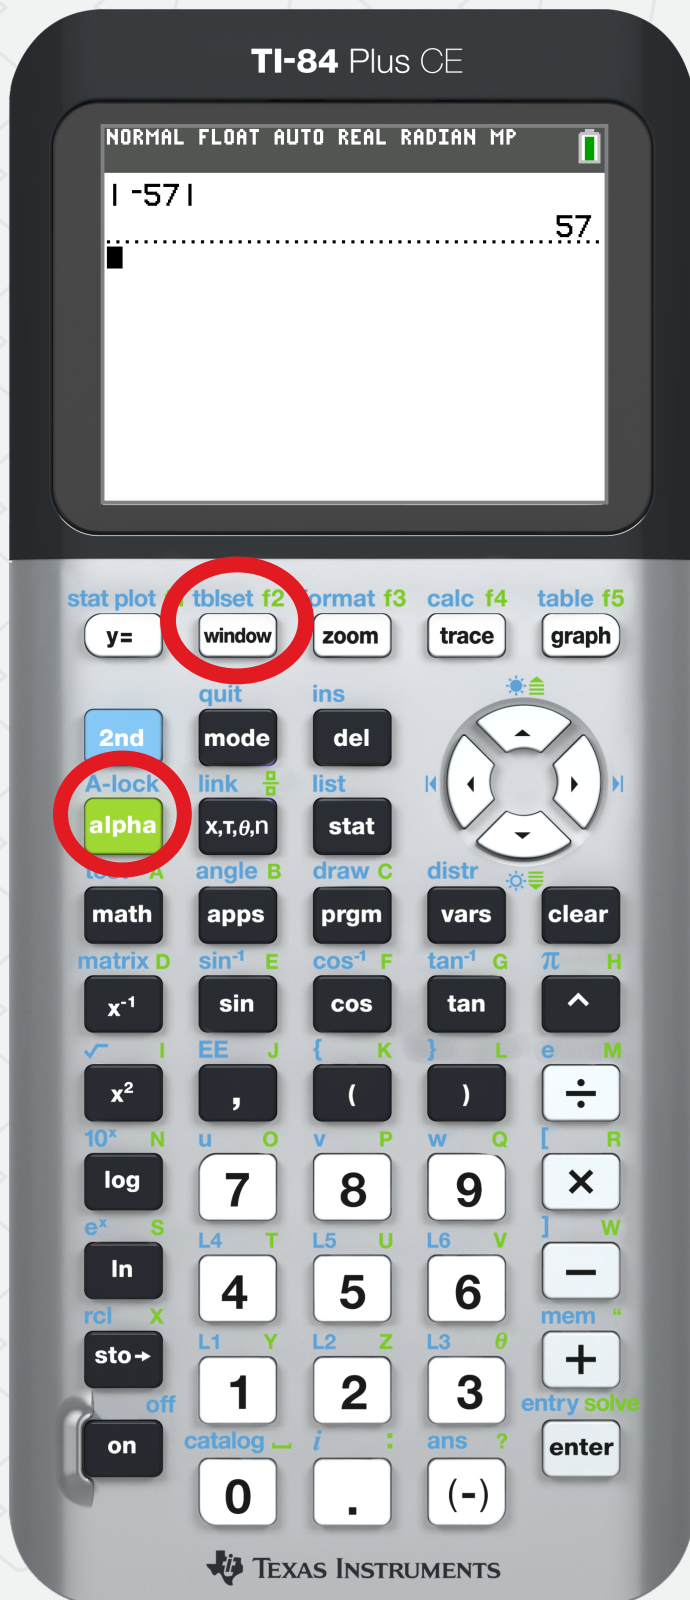 TI-84 Plus CE
NORMAL FLOAT AUTO REAL RADIAN MP
|-57|
57
stat plot tblset f2 format f3 calc f4 table f5
y= window zoom trace graph
quit ins
2nd mode del
A-lock link list
alpha x,T,θ,n stat
A angle B draw C distr
math apps prgm vars clear
matrix D sin⁻¹ E cos⁻¹ F tan⁻¹ G π H
x⁻¹ sin cos tan ^
√ I EE J { K } L e M
x² , ( ) ÷
10ˣ N u O v P w Q [ R
log 7 8 9 ×
eˣ S L4 T L5 U L6 V ] W
ln 4 5 6 −
rcl X L1 Y L2 Z L3 θ mem "
sto→ 1 2 3 +
off catalog ⎵ i : ans ? entry solve
on 0 . (-) enter
TEXAS INSTRUMENTS